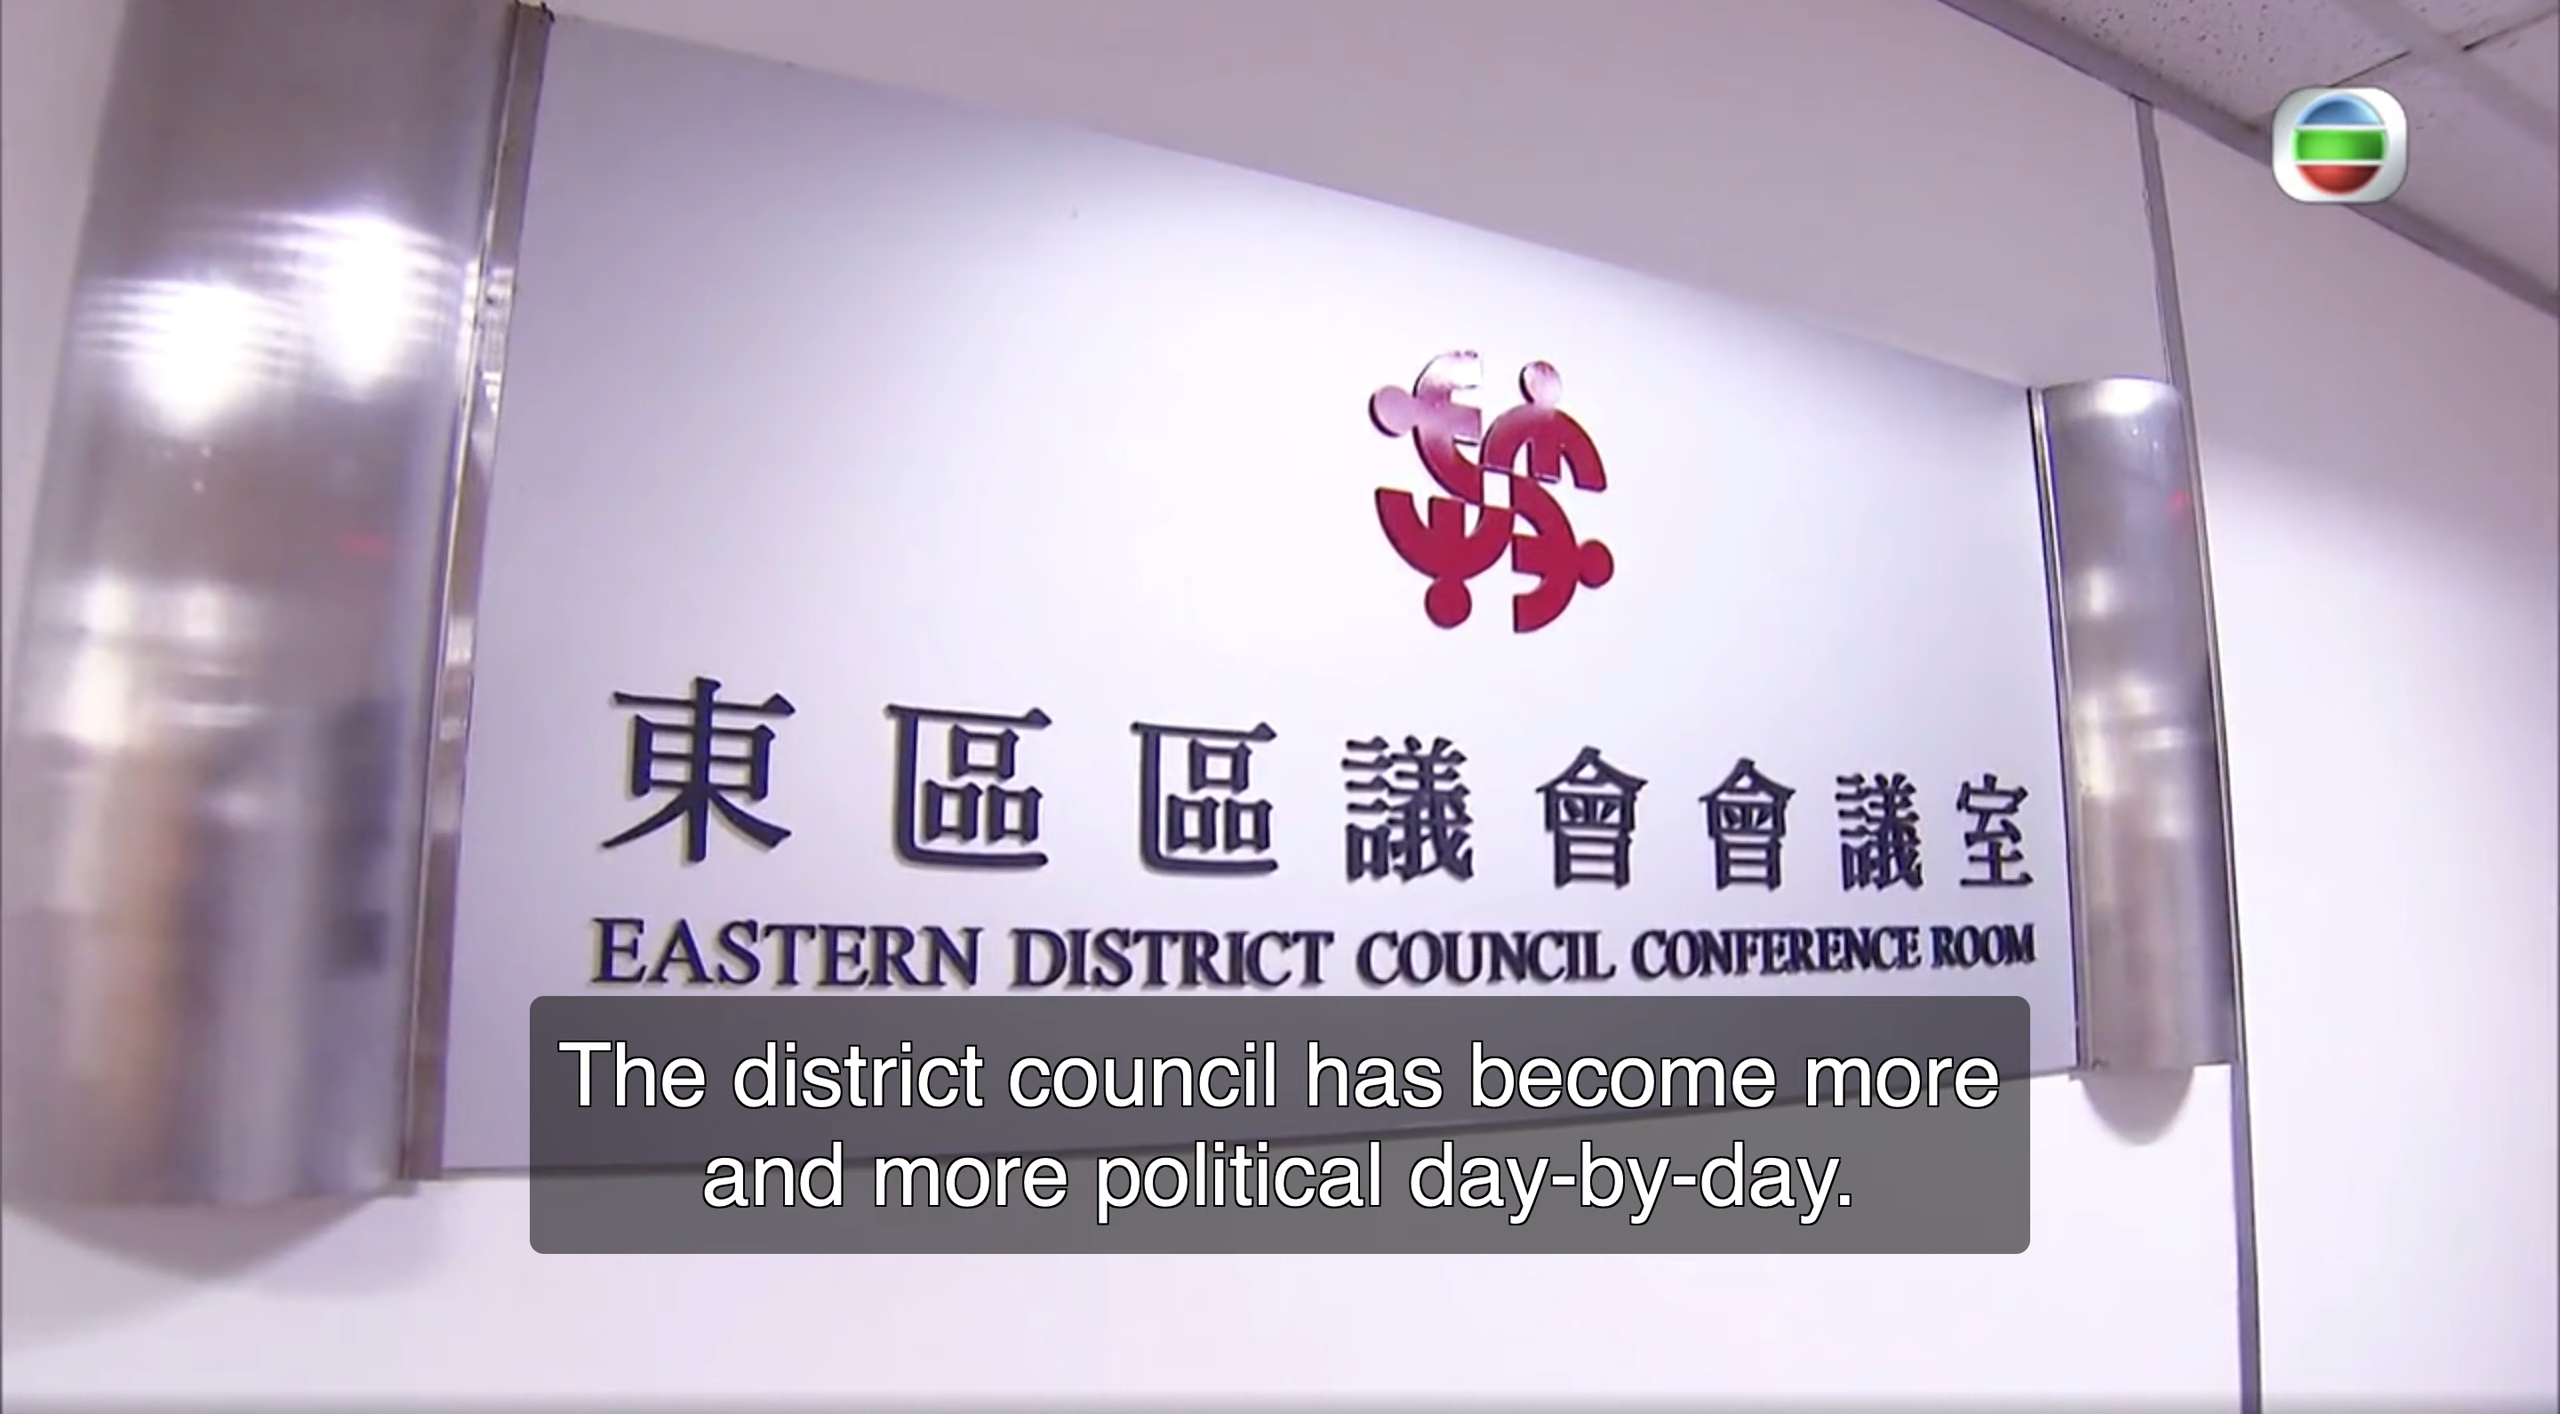 東區區議會會議室
EASTERN DISTRICT COUNCIL CONFERENCE ROOM
The district council has become more
and more political day-by-day.